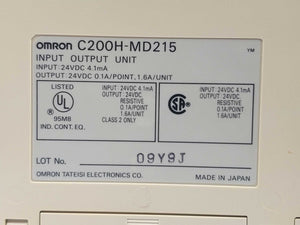 omron C200H-MD215 ™
INPUT OUTPUT UNIT
INPUT:24VDC 4.1mA
OUTPUT:24VDC 0.1A/POINT, 1.6A/UNIT
LISTED
UL
95M8
IND. CONT. EQ.
INPUT:24VDC 4.1mA
OUTPUT:24VDC
RESISTIVE
0.1A/POINT
1.6A/UNIT
CLASS 2 ONLY
SA
INPUT:24VDC 4.1mA
OUTPUT:24VDC
RESISTIVE
0.1A/POINT
1.6A/UNIT
LOT No. 09Y9J
OMRON TATEISI ELECTRONICS CO. MADE IN JAPAN